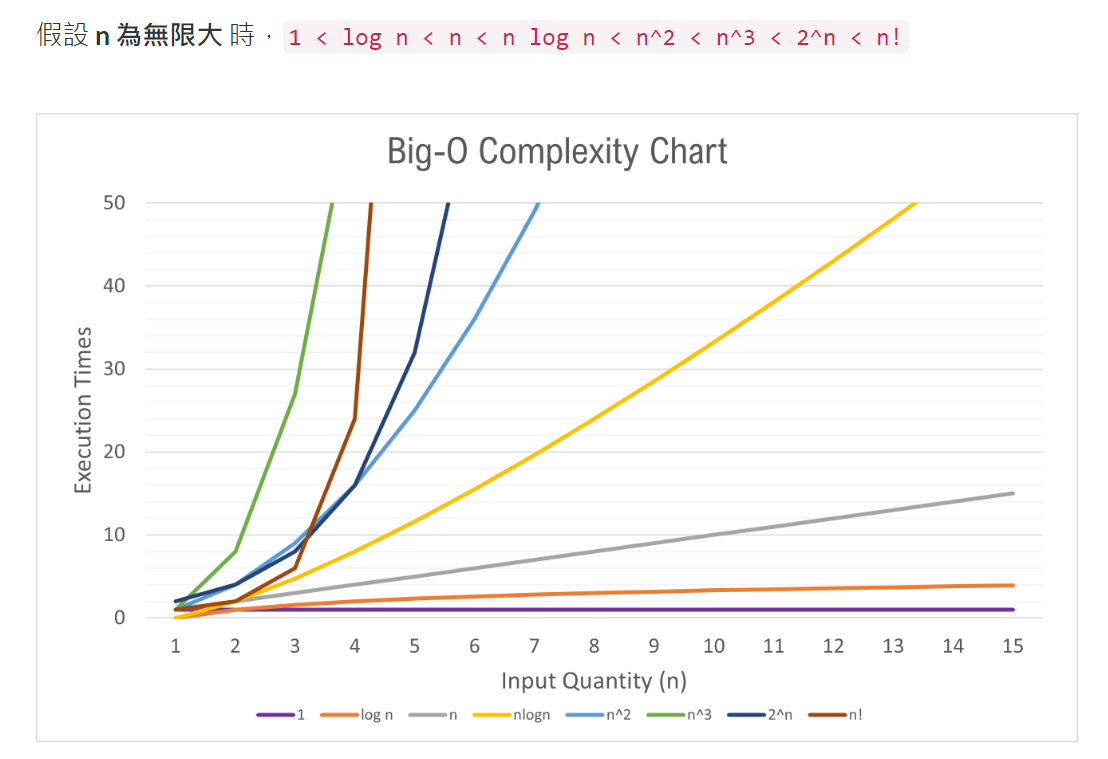 假設 n 為無限大 時，1 < log n < n < n log n < n^2 < n^3 < 2^n < n!
Big-O Complexity Chart
50
40
30
20
10
0
Execution Times
1 2 3 4 5 6 7 8 9 10 11 12 13 14 15
Input Quantity (n)
1 log n n nlogn n^2 n^3 2^n n!